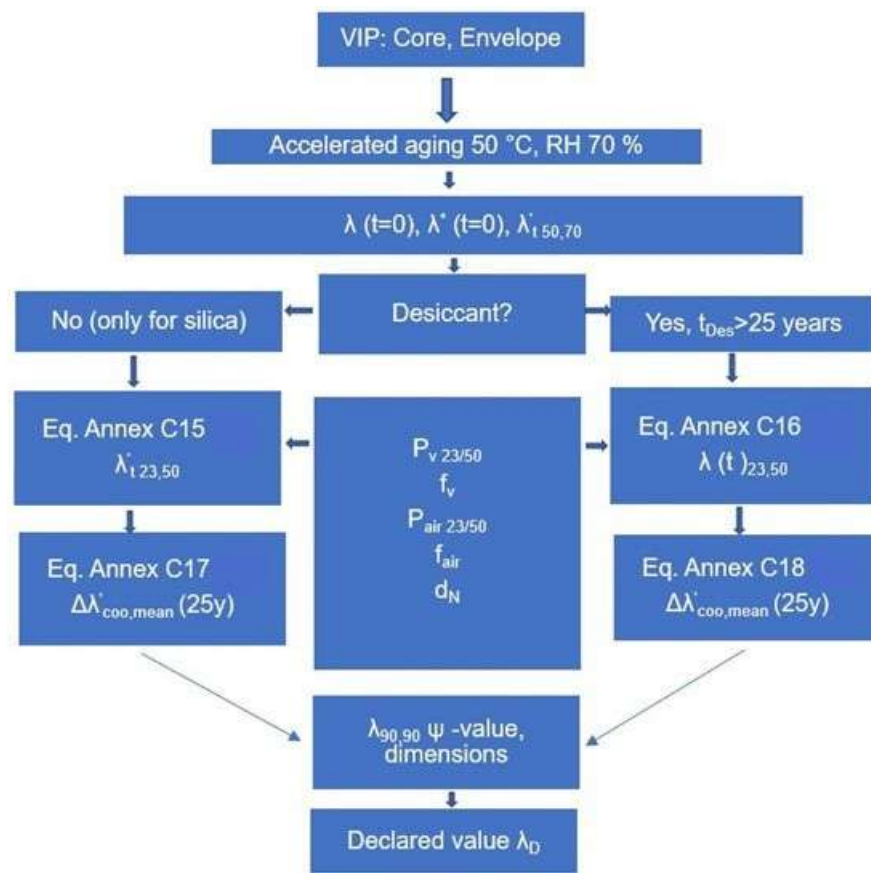 VIP: Core, Envelope
Accelerated aging 50 °C, RH 70 %
λ (t=0), λ* (t=0), λ't 50,70
No (only for silica)
Desiccant?
Yes, tDes>25 years
Eq. Annex C15
λ't 23,50
Pv 23/50
fv
Pair 23/50
fair
dN
Eq. Annex C16
λ (t )23,50
Eq. Annex C17
Δλ'coo,mean (25y)
Eq. Annex C18
Δλ'coo,mean (25y)
λ90,90 ψ -value,
dimensions
Declared value λD